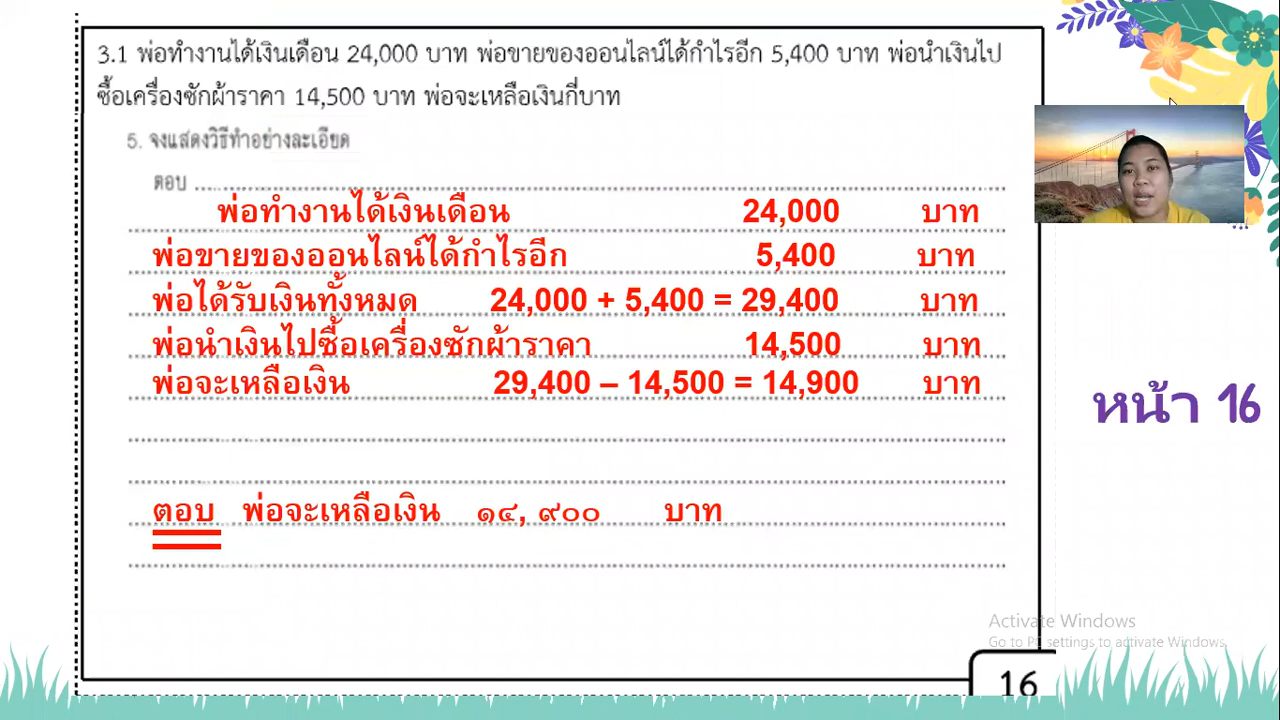 3.1 พ่อทำงานได้เงินเดือน 24,000 บาท พ่อขายของออนไลน์ได้กำไรอีก 5,400 บาท พ่อนำเงินไป
ซื้อเครื่องซักผ้าราคา 14,500 บาท พ่อจะเหลือเงินกี่บาท
5. จงแสดงวิธีทำอย่างละเอียด
ตอบ
พ่อทำงานได้เงินเดือน 24,000 บาท
พ่อขายของออนไลน์ได้กำไรอีก 5,400 บาท
พ่อได้รับเงินทั้งหมด 24,000 + 5,400 = 29,400 บาท
พ่อนำเงินไปซื้อเครื่องซักผ้าราคา 14,500 บาท
พ่อจะเหลือเงิน 29,400 – 14,500 = 14,900 บาท
ตอบ พ่อจะเหลือเงิน ๑๔, ๙๐๐ บาท
หน้า 16
Activate Windows
Go to PC settings to activate Windows.
16